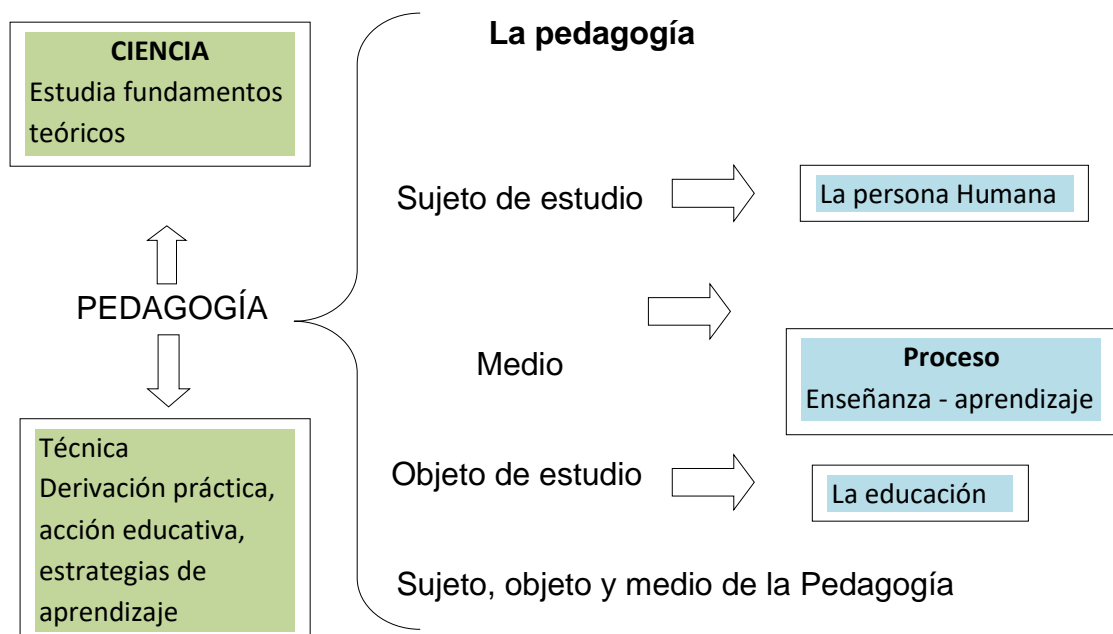 CIENCIA
Estudia fundamentos
teóricos
PEDAGOGÍA
Técnica
Derivación práctica,
acción educativa,
estrategias de
aprendizaje
La pedagogía
Sujeto de estudio
La persona Humana
Medio
Proceso
Enseñanza - aprendizaje
Objeto de estudio
La educación
Sujeto, objeto y medio de la Pedagogía